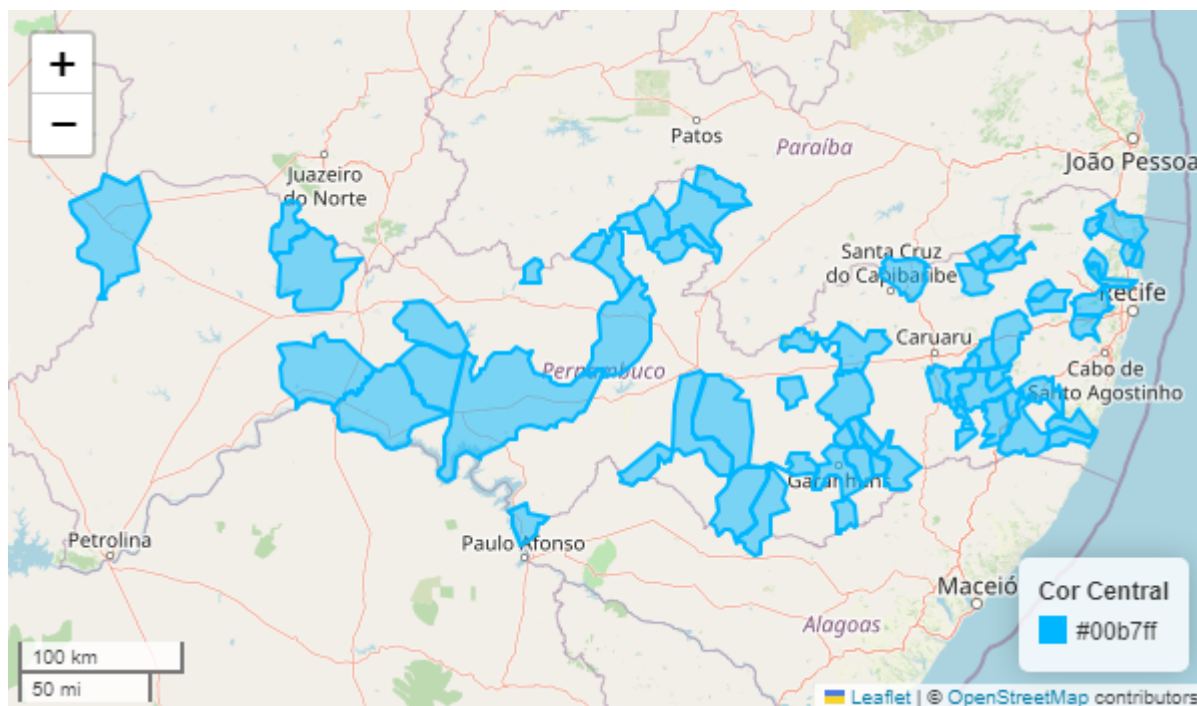 +
−
Patos
Paraíba
João Pessoa
Juazeiro
do Norte
Santa Cruz
do Capibaribe
Recife
Caruaru
Pernambuco
Cabo de
Santo Agostinho
Garanhuns
Petrolina
Paulo Afonso
Maceió
Alagoas
Cor Central
#00b7ff
100 km
50 mi
Leaflet | © OpenStreetMap contributors